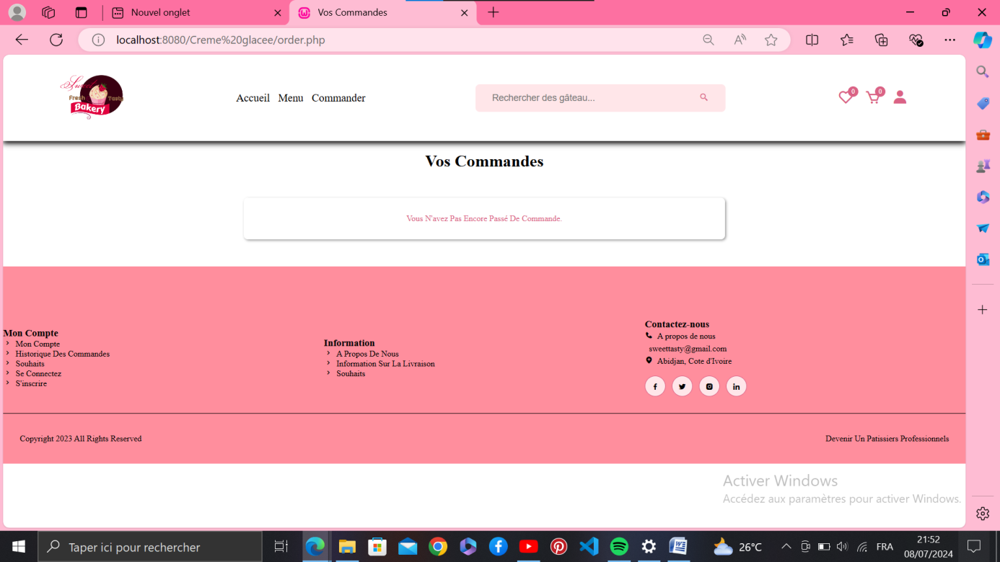 Nouvel onglet
Vos Commandes
localhost:8080/Creme%20glacee/order.php
Sweet
Fresh Tasty
Bakery
Accueil Menu Commander
Rechercher des gâteau...
0 0
Vos Commandes
Vous N'avez Pas Encore Passé De Commande.
Mon Compte
Mon Compte
Historique Des Commandes
Souhaits
Se Connectez
S'inscrire
Information
A Propos De Nous
Information Sur La Livraison
Souhaits
Contactez-nous
A propos de nous
sweettasty@gmail.com
Abidjan, Cote d'Ivoire
Copyright 2023 All Rights Reserved
Devenir Un Patissiers Professionnels
Activer Windows
Accédez aux paramètres pour activer Windows.
Taper ici pour rechercher
26°C
FRA
21:52
08/07/2024